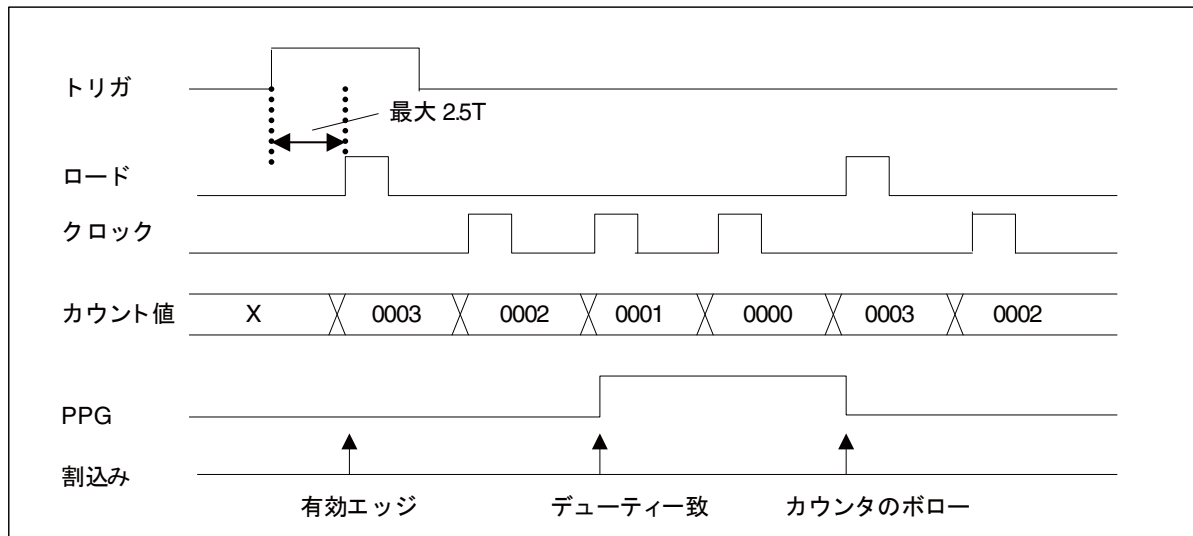 トリガ
最大 2.5T
ロード
クロック
カウント値 X 0003 0002 0001 0000 0003 0002
PPG
割込み
有効エッジ デューティ一致 カウンタのボロー